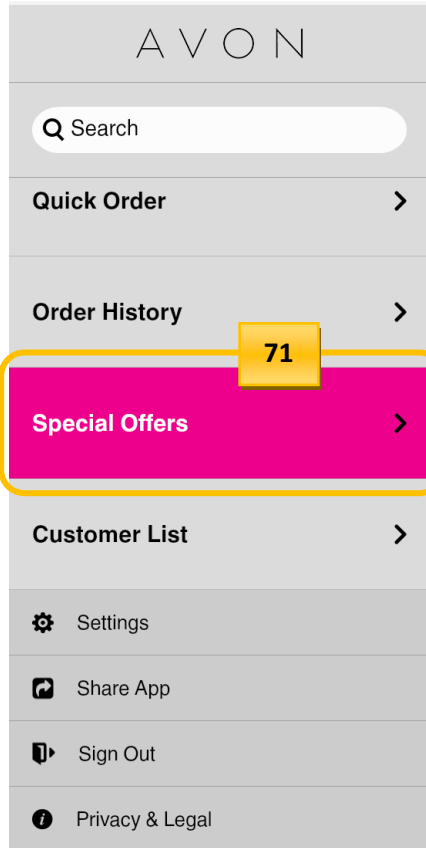 AVON
Search
Quick Order
Order History
71
Special Offers
Customer List
Settings
Share App
Sign Out
Privacy & Legal